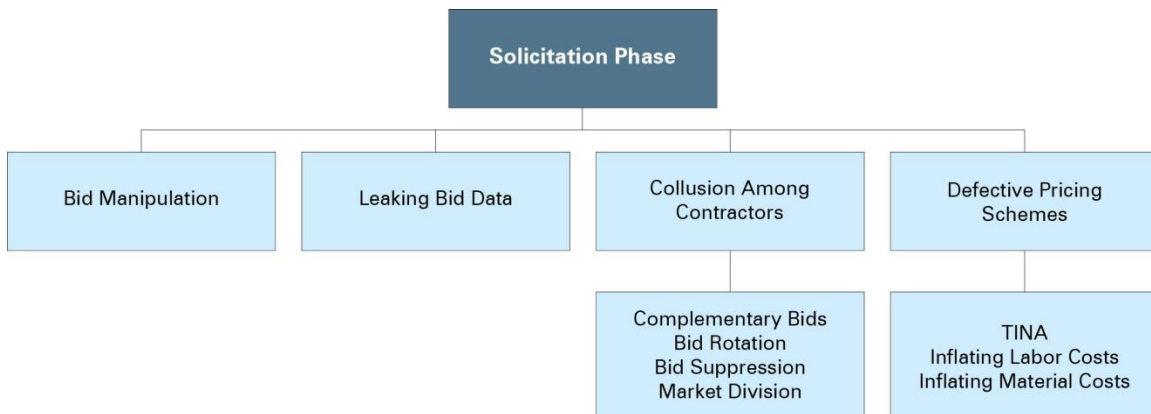 Solicitation Phase
Bid Manipulation
Leaking Bid Data
Collusion Among
Contractors
Defective Pricing
Schemes
Complementary Bids
Bid Rotation
Bid Suppression
Market Division
TINA
Inflating Labor Costs
Inflating Material Costs